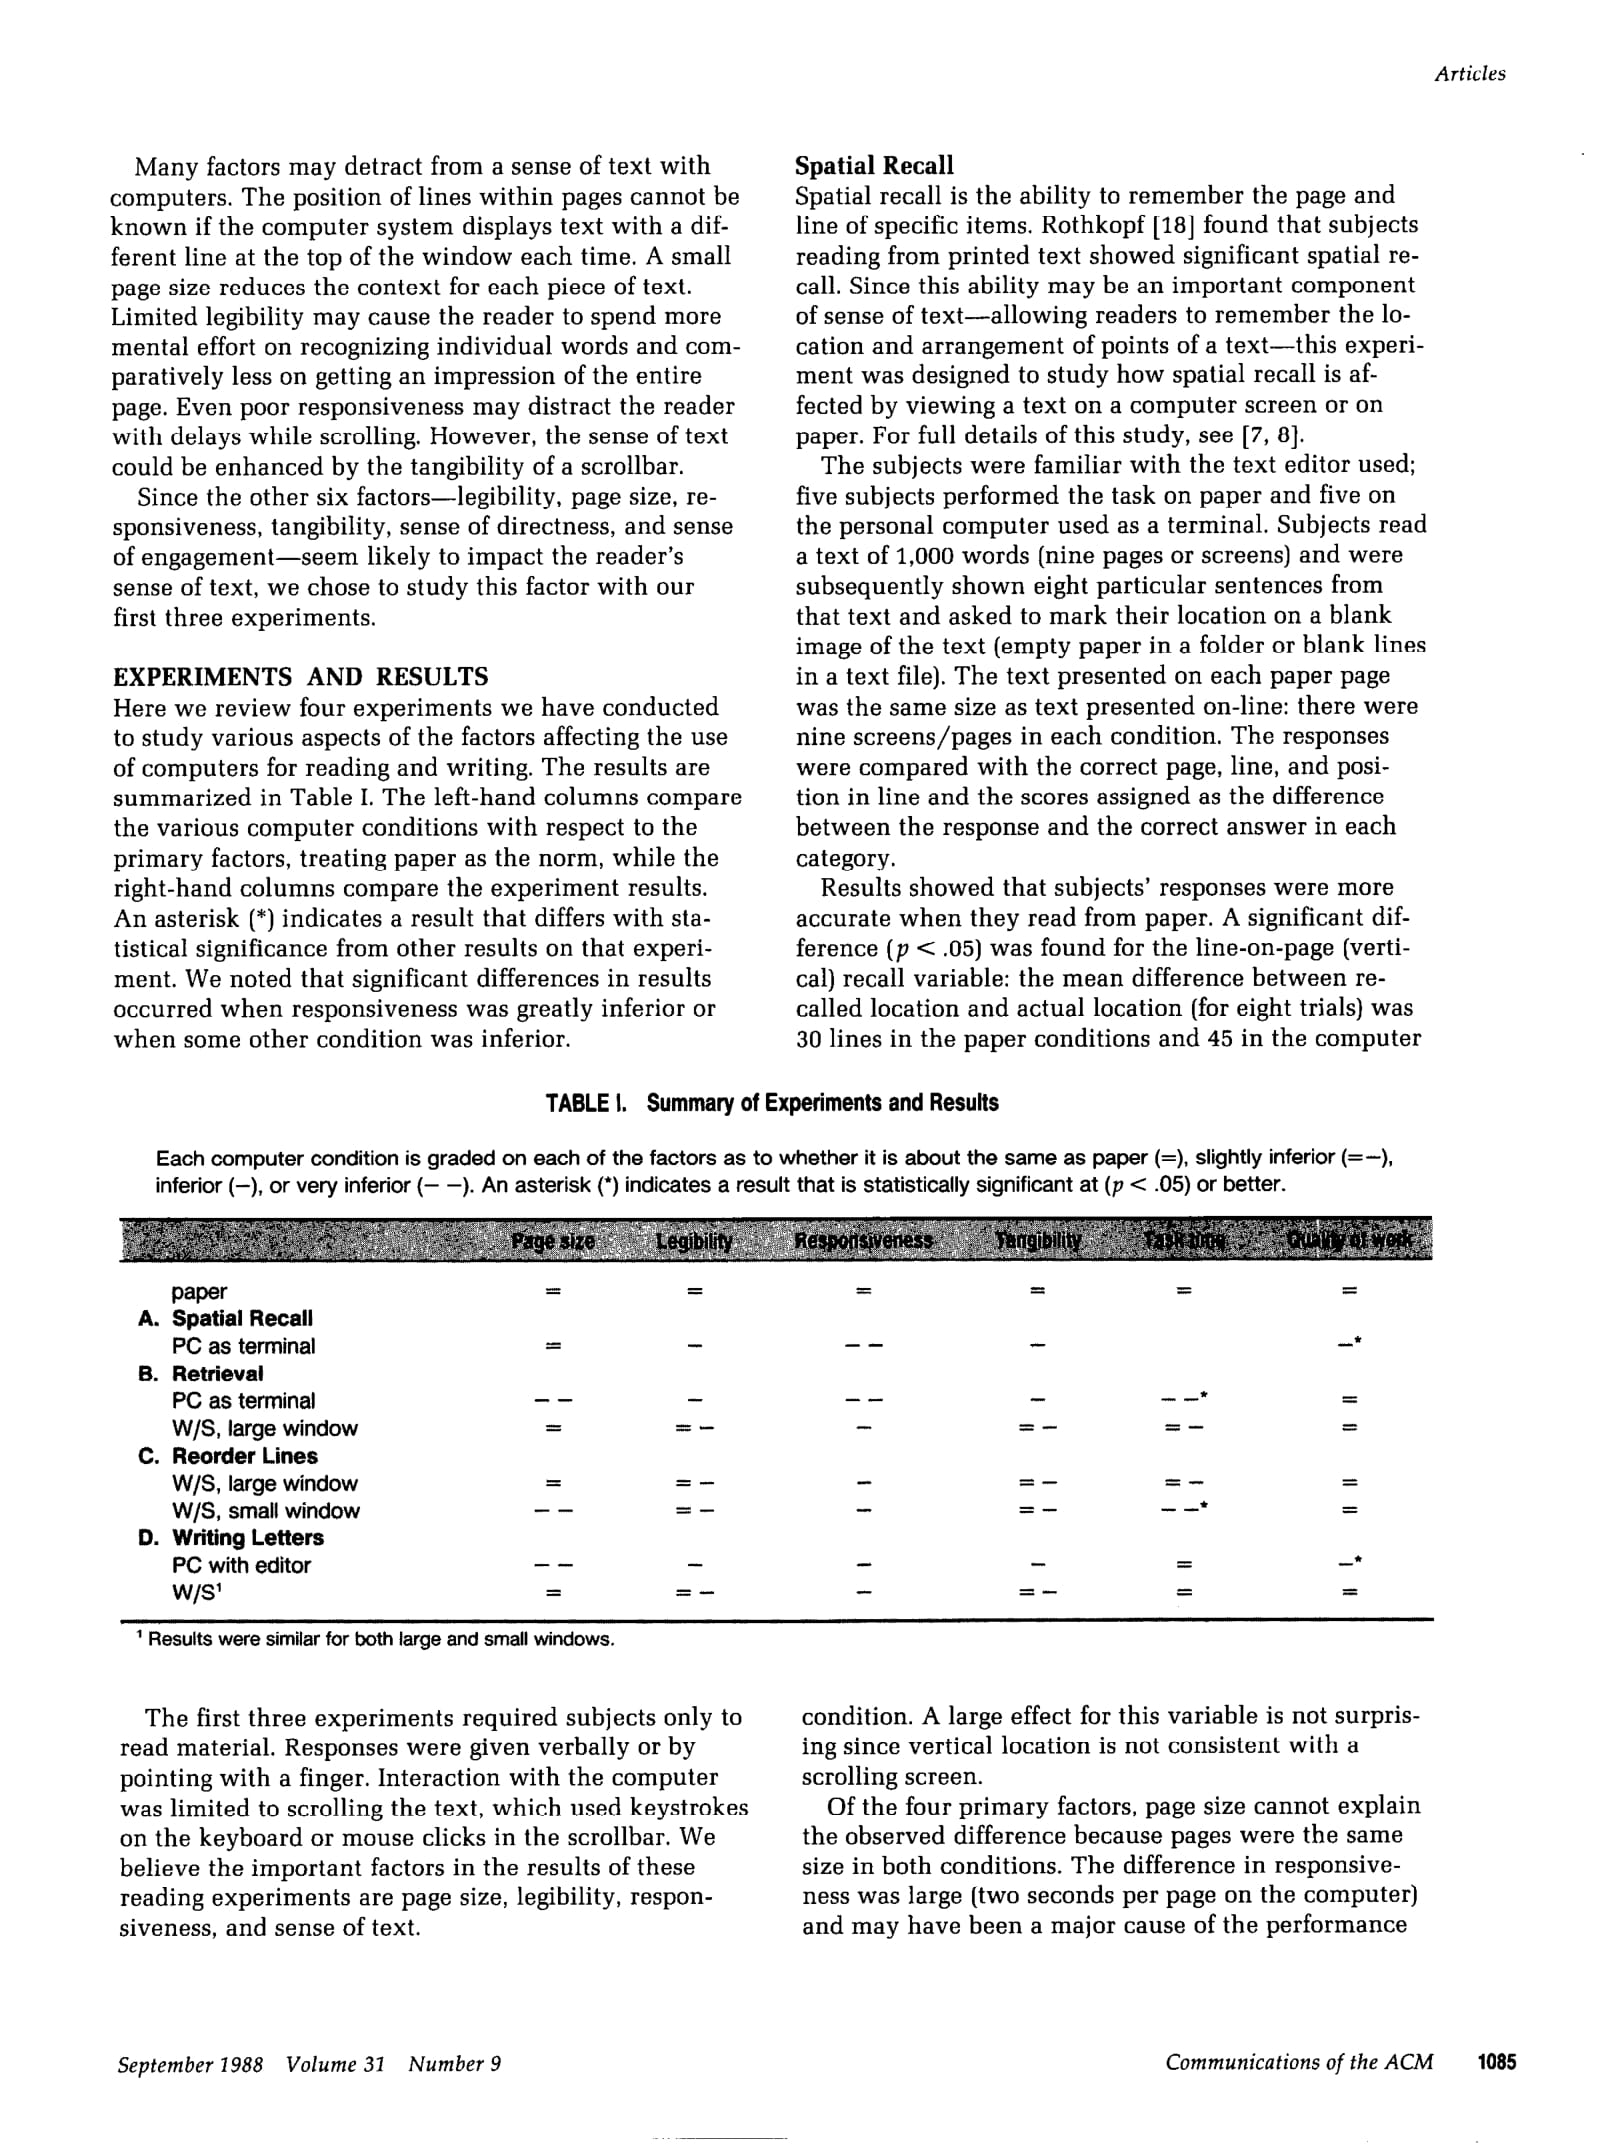 Articles
Many factors may detract from a sense of text with
computers. The position of lines within pages cannot be
known if the computer system displays text with a dif-
ferent line at the top of the window each time. A small
page size reduces the context for each piece of text.
Limited legibility may cause the reader to spend more
mental effort on recognizing individual words and com-
paratively less on getting an impression of the entire
page. Even poor responsiveness may distract the reader
with delays while scrolling. However, the sense of text
could be enhanced by the tangibility of a scrollbar.
Since the other six factors—legibility, page size, re-
sponsiveness, tangibility, sense of directness, and sense
of engagement—seem likely to impact the reader's
sense of text, we chose to study this factor with our
first three experiments.
EXPERIMENTS AND RESULTS
Here we review four experiments we have conducted
to study various aspects of the factors affecting the use
of computers for reading and writing. The results are
summarized in Table I. The left-hand columns compare
the various computer conditions with respect to the
primary factors, treating paper as the norm, while the
right-hand columns compare the experiment results.
An asterisk (*) indicates a result that differs with sta-
tistical significance from other results on that experi-
ment. We noted that significant differences in results
occurred when responsiveness was greatly inferior or
when some other condition was inferior.
Spatial Recall
Spatial recall is the ability to remember the page and
line of specific items. Rothkopf [18] found that subjects
reading from printed text showed significant spatial re-
call. Since this ability may be an important component
of sense of text—allowing readers to remember the lo-
cation and arrangement of points of a text—this experi-
ment was designed to study how spatial recall is af-
fected by viewing a text on a computer screen or on
paper. For full details of this study, see [7, 8].
The subjects were familiar with the text editor used;
five subjects performed the task on paper and five on
the personal computer used as a terminal. Subjects read
a text of 1,000 words (nine pages or screens) and were
subsequently shown eight particular sentences from
that text and asked to mark their location on a blank
image of the text (empty paper in a folder or blank lines
in a text file). The text presented on each paper page
was the same size as text presented on-line: there were
nine screens/pages in each condition. The responses
were compared with the correct page, line, and posi-
tion in line and the scores assigned as the difference
between the response and the correct answer in each
category.
Results showed that subjects' responses were more
accurate when they read from paper. A significant dif-
ference (p < .05) was found for the line-on-page (verti-
cal) recall variable: the mean difference between re-
called location and actual location (for eight trials) was
30 lines in the paper conditions and 45 in the computer
TABLE I. Summary of Experiments and Results
Each computer condition is graded on each of the factors as to whether it is about the same as paper (=), slightly inferior (=−),
inferior (−), or very inferior (− −). An asterisk (*) indicates a result that is statistically significant at (p < .05) or better.
Page size Legibility Responsiveness Tangibility Task time Quality of work
paper = = = = = =
A. Spatial Recall
PC as terminal = − − − − −*
B. Retrieval
PC as terminal − − − − − − − −* =
W/S, large window = = − − = − = − =
C. Reorder Lines
W/S, large window = = − − = − = − =
W/S, small window − − = − − = − − −* =
D. Writing Letters
PC with editor − − − − − = −*
W/S¹ = = − − = − = =
¹ Results were similar for both large and small windows.
The first three experiments required subjects only to
read material. Responses were given verbally or by
pointing with a finger. Interaction with the computer
was limited to scrolling the text, which used keystrokes
on the keyboard or mouse clicks in the scrollbar. We
believe the important factors in the results of these
reading experiments are page size, legibility, respon-
siveness, and sense of text.
condition. A large effect for this variable is not surpris-
ing since vertical location is not consistent with a
scrolling screen.
Of the four primary factors, page size cannot explain
the observed difference because pages were the same
size in both conditions. The difference in responsive-
ness was large (two seconds per page on the computer)
and may have been a major cause of the performance
September 1988 Volume 31 Number 9
Communications of the ACM 1085